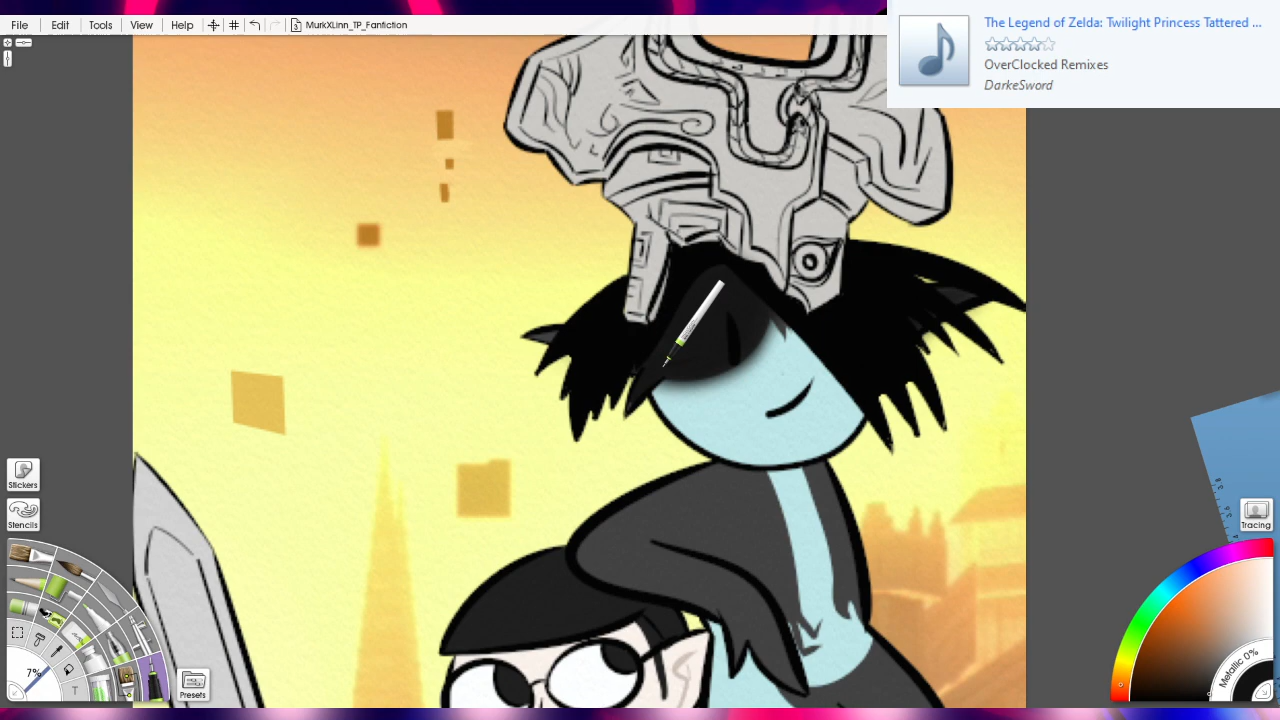 File Edit Tools View Help MurkXLinn_TP_Fanfiction
The Legend of Zelda: Twilight Princess Tattered ...
OverClocked Remixes
DarkeSword
Stickers
Stencils
7%
Presets
Tracing
Metallic 0%